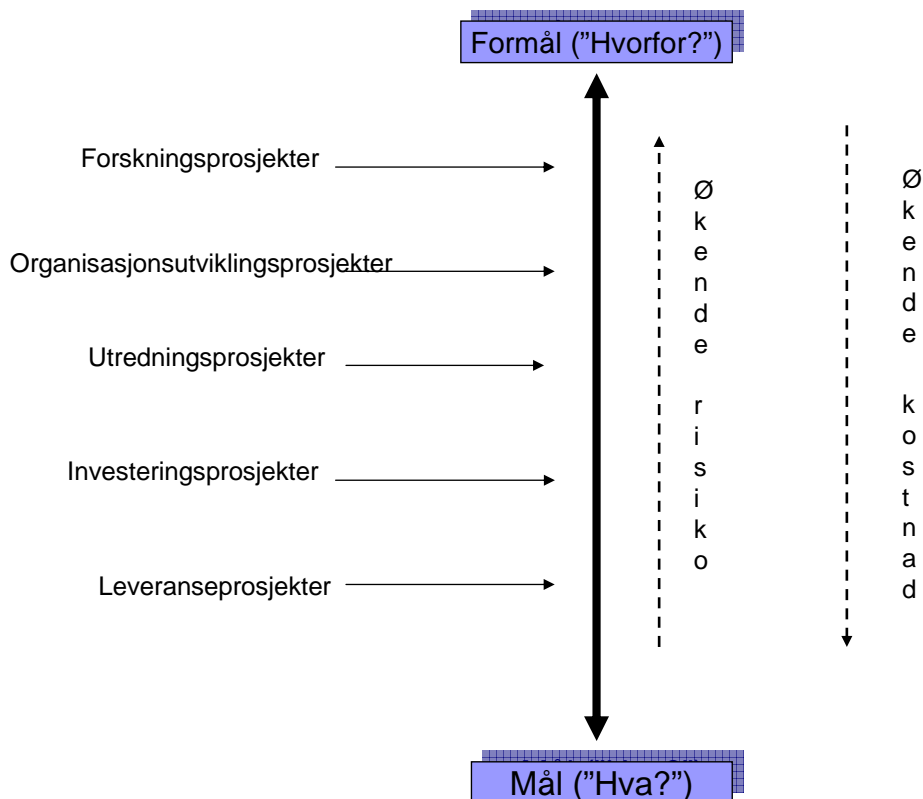 Formål ("Hvorfor?")
Forskningsprosjekter
Organisasjonsutviklingsprosjekter
Utredningsprosjekter
Investeringsprosjekter
Leveranseprosjekter
Økende risiko
Økende kostnad
Mål ("Hva?")